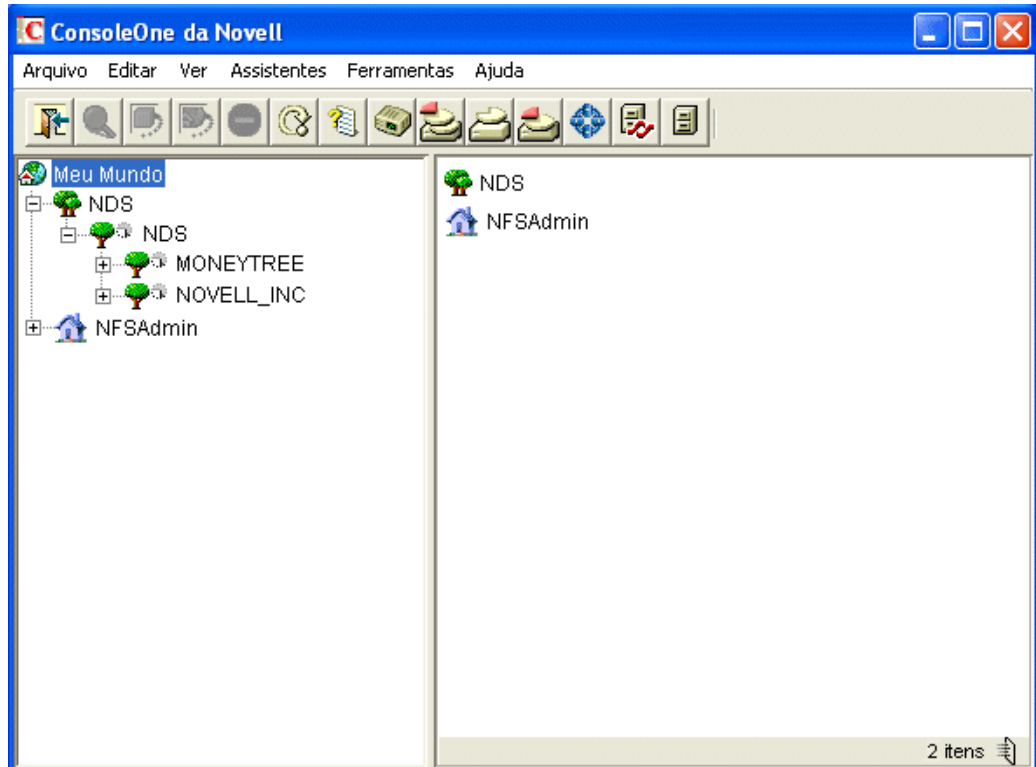 ConsoleOne da Novell
Arquivo Editar Ver Assistentes Ferramentas Ajuda
Meu Mundo
NDS
NDS
MONEYTREE
NOVELL_INC
NFSAdmin
NDS
NFSAdmin
2 itens